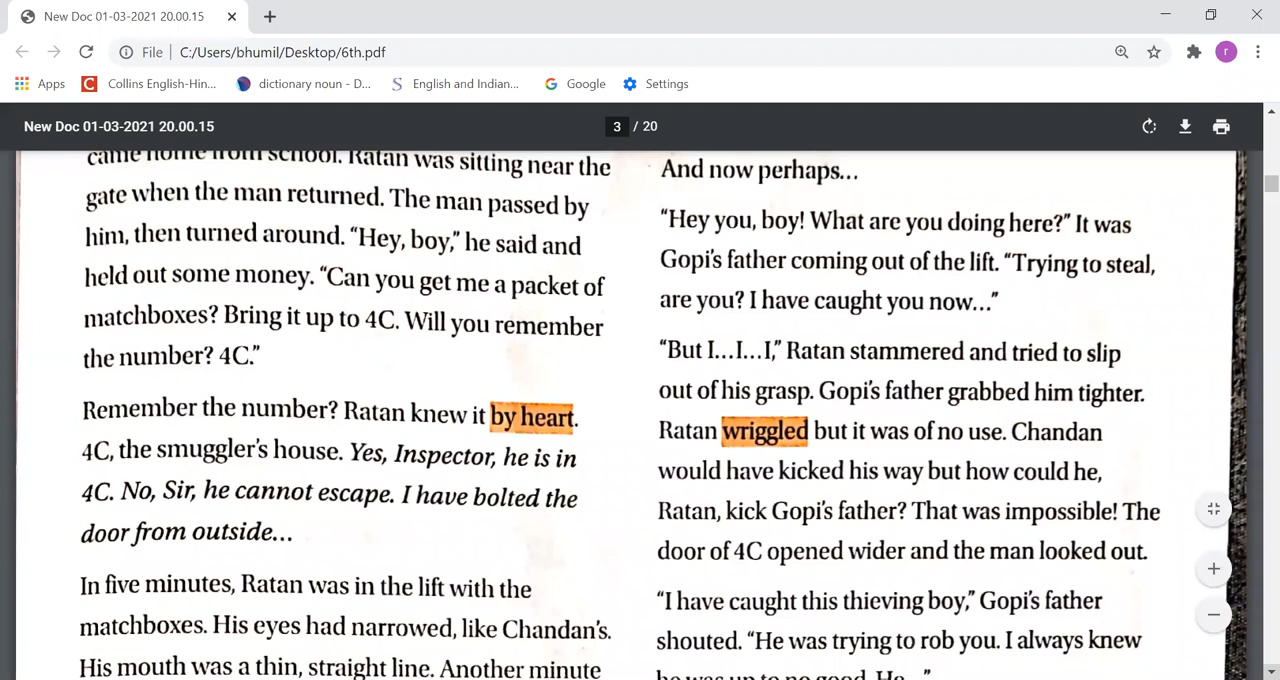 New Doc 01-03-2021 20.00.15
File
C:/Users/bhumil/Desktop/6th.pdf
r
Apps
Collins English-Hin...
dictionary noun - D...
English and Indian...
Google
Settings
New Doc 01-03-2021 20.00.15
3 / 20
came home from school. Ratan was sitting near the
gate when the man returned. The man passed by
him, then turned around. “Hey, boy,” he said and
held out some money. “Can you get me a packet of
matchboxes? Bring it up to 4C. Will you remember
the number? 4C.”
Remember the number? Ratan knew it by heart.
4C, the smuggler’s house. Yes, Inspector, he is in
4C. No, Sir, he cannot escape. I have bolted the
door from outside...
In five minutes, Ratan was in the lift with the
matchboxes. His eyes had narrowed, like Chandan’s.
His mouth was a thin, straight line. Another minute
And now perhaps...
“Hey you, boy! What are you doing here?” It was
Gopi’s father coming out of the lift. “Trying to steal,
are you? I have caught you now...”
“But I...I...I,” Ratan stammered and tried to slip
out of his grasp. Gopi’s father grabbed him tighter.
Ratan wriggled but it was of no use. Chandan
would have kicked his way but how could he,
Ratan, kick Gopi’s father? That was impossible! The
door of 4C opened wider and the man looked out.
“I have caught this thieving boy,” Gopi’s father
shouted. “He was trying to rob you. I always knew
he was up to no good. He...”